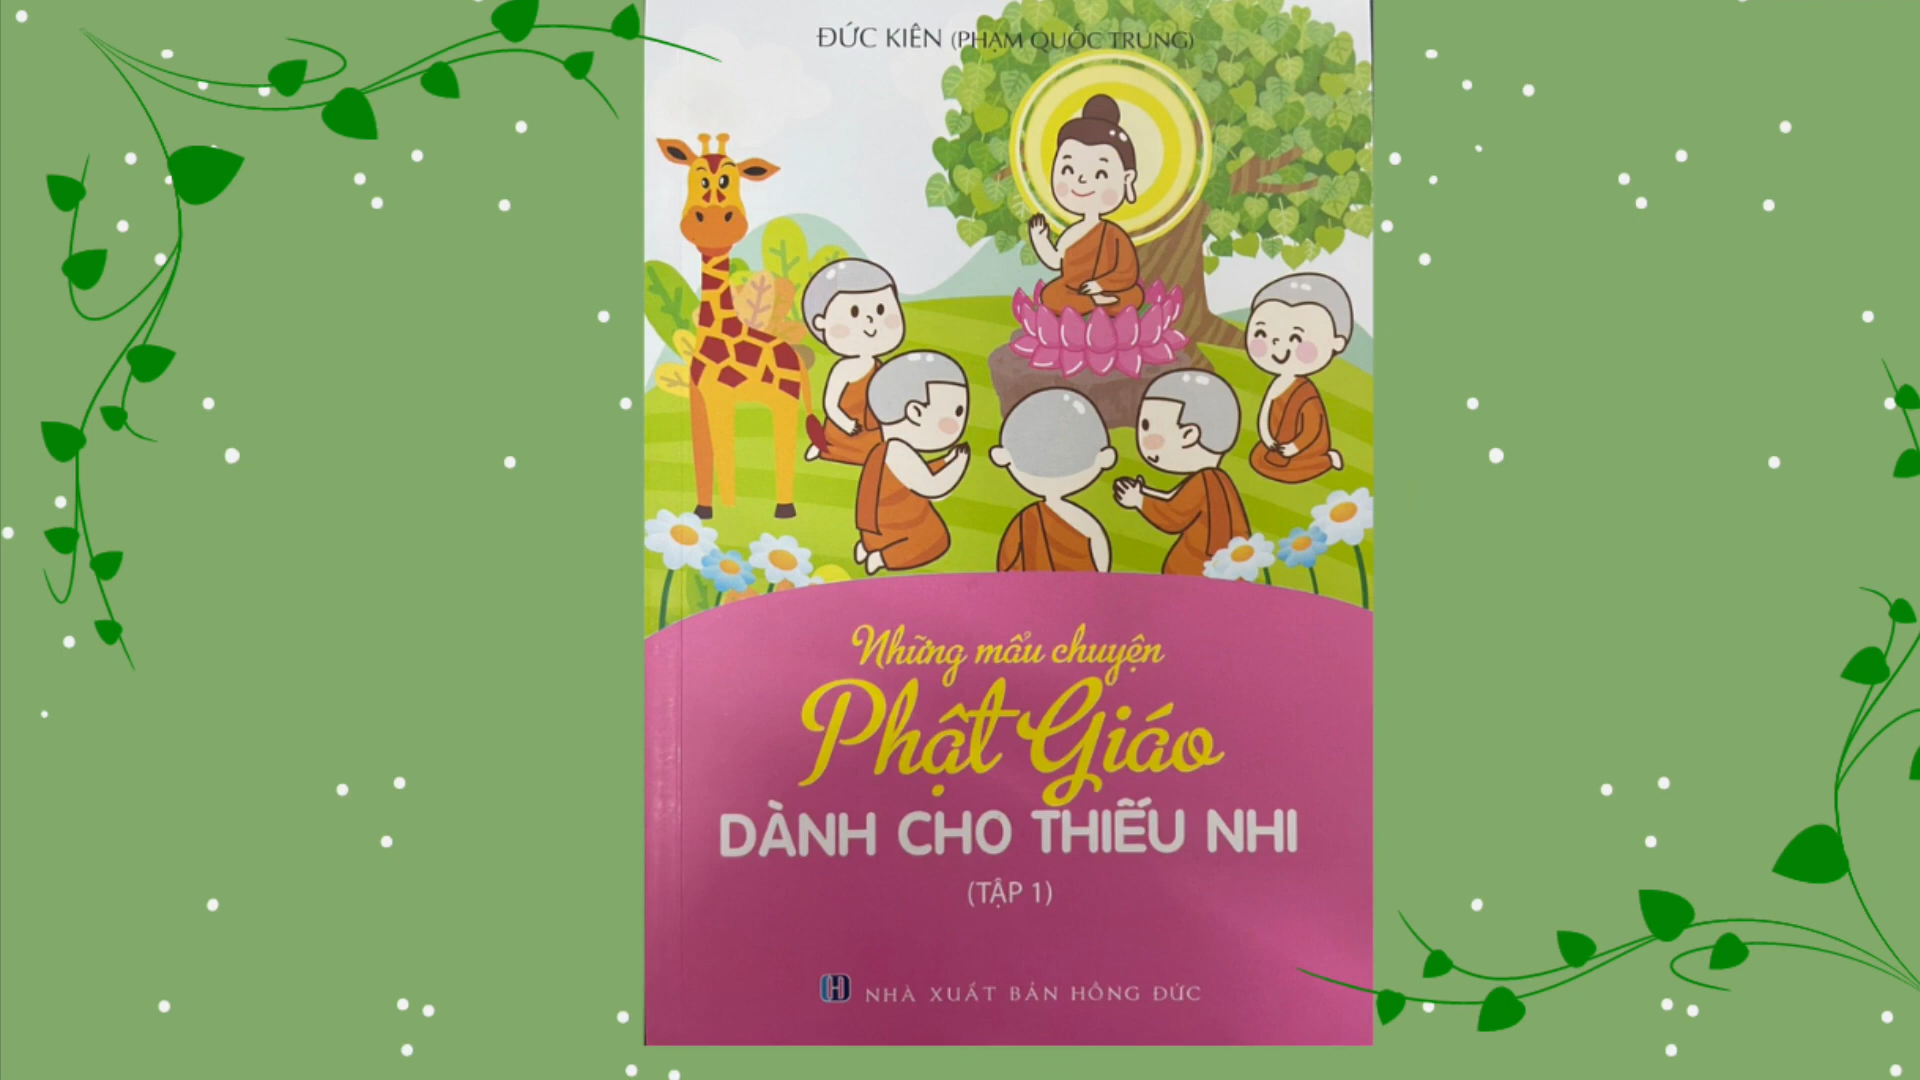 ĐỨC KIÊN (PHẠM QUỐC TRUNG)
Những mẩu chuyện
Phật Giáo
DÀNH CHO THIẾU NHI
(TẬP 1)
NHÀ XUẤT BẢN HỒNG ĐỨC